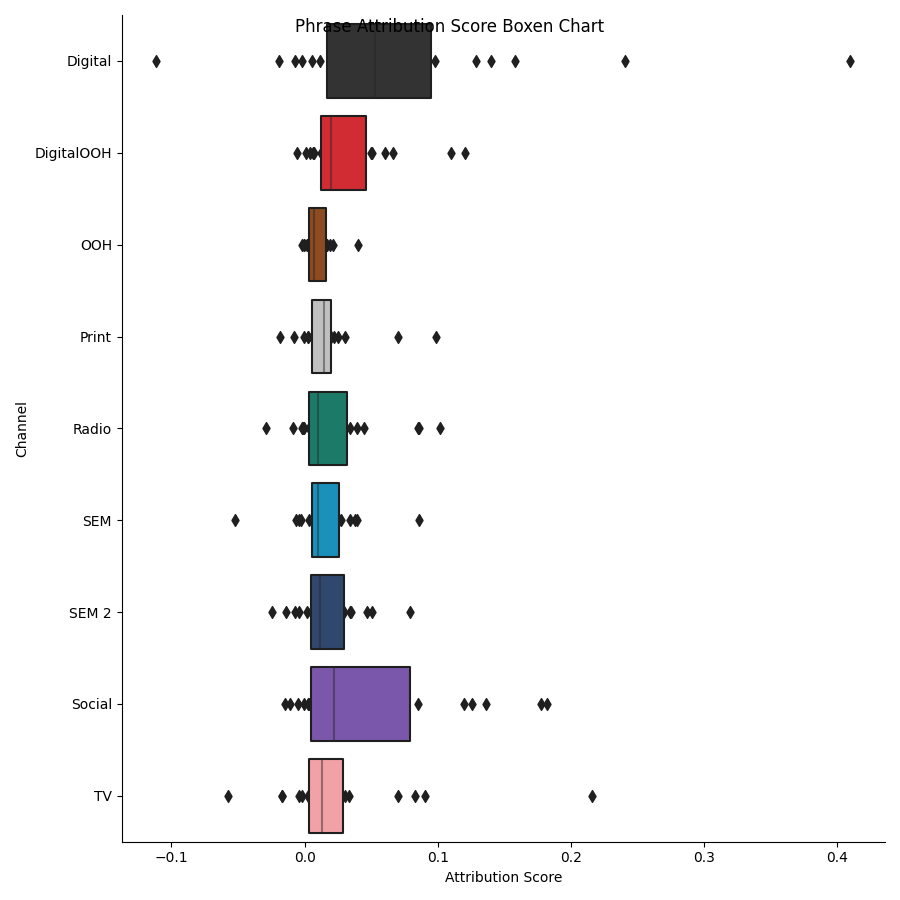 Phrase Attribution Score Boxen Chart
Digital
DigitalOOH
OOH
Print
Radio
SEM
SEM 2
Social
TV
Channel
−0.1 0.0 0.1 0.2 0.3 0.4
Attribution Score